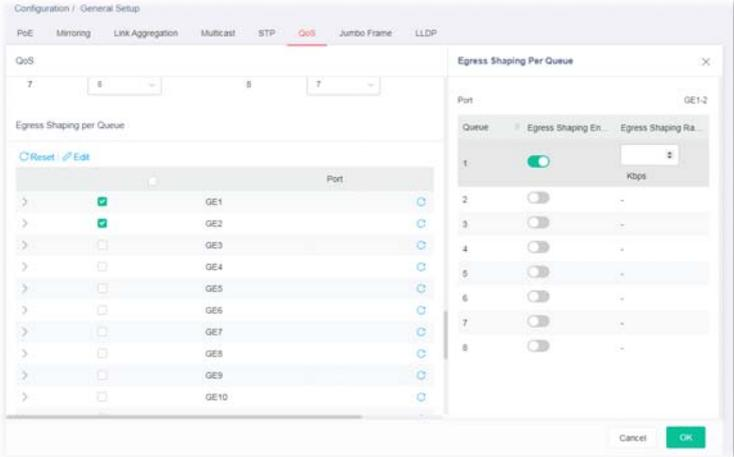 Configuration / General Setup
PoE Mirroring Link Aggregation Multicast STP QoS Jumbo Frame LLDP
QoS
7 8 8 7
Egress Shaping per Queue
Reset Edit
Port
GE1
GE2
GE3
GE4
GE5
GE6
GE7
GE8
GE9
GE10
Egress Shaping Per Queue
Port GE1-2
Queue Egress Shaping En... Egress Shaping Ra...
1
Kbps
2 -
3 -
4 -
5 -
6 -
7 -
8 -
Cancel OK